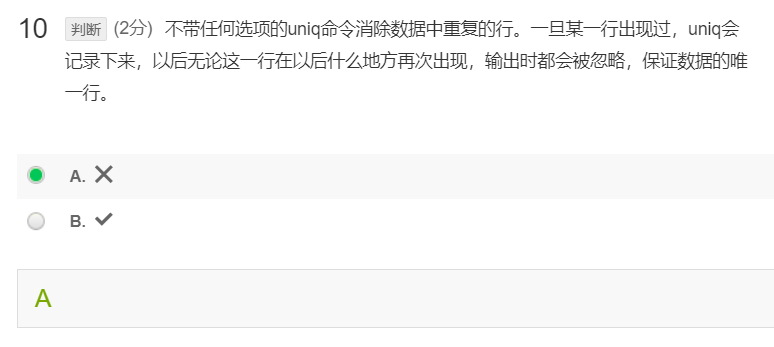 10 判断 (2分) 不带任何选项的uniq命令消除数据中重复的行。一旦某一行出现过，uniq会
记录下来，以后无论这一行在以后什么地方再次出现，输出时都会被忽略，保证数据的唯
一行。
A. ✕
B. ✓
A